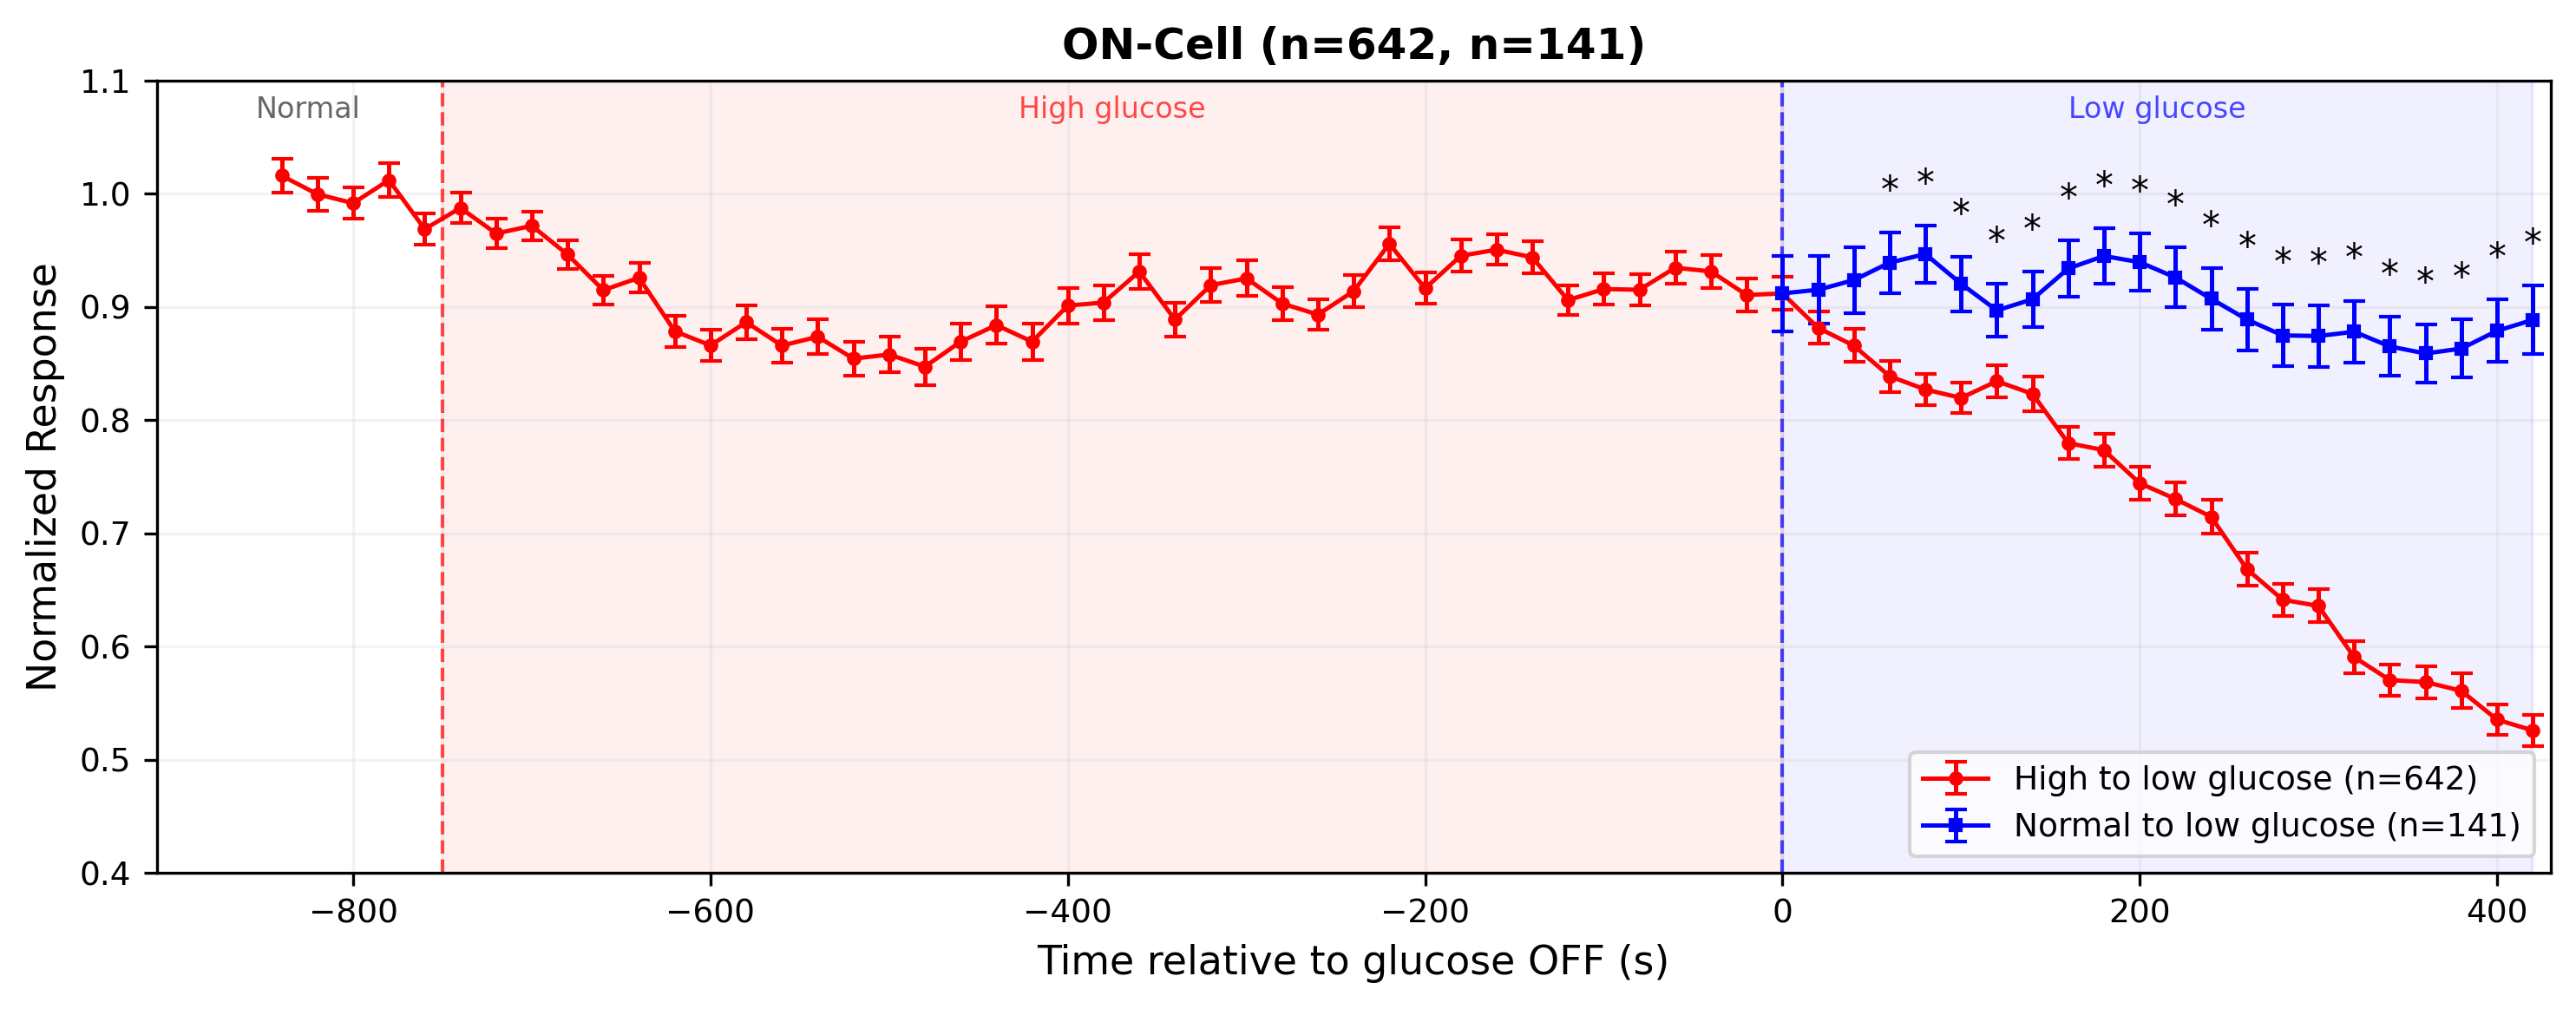 ON-Cell (n=642, n=141)
Normal
High glucose
Low glucose
1.1
1.0
0.9
0.8
0.7
0.6
0.5
0.4
Normalized Response
* * * * * * * * * * * * * * * * * * *
High to low glucose (n=642)
Normal to low glucose (n=141)
−800 −600 −400 −200 0 200 400
Time relative to glucose OFF (s)